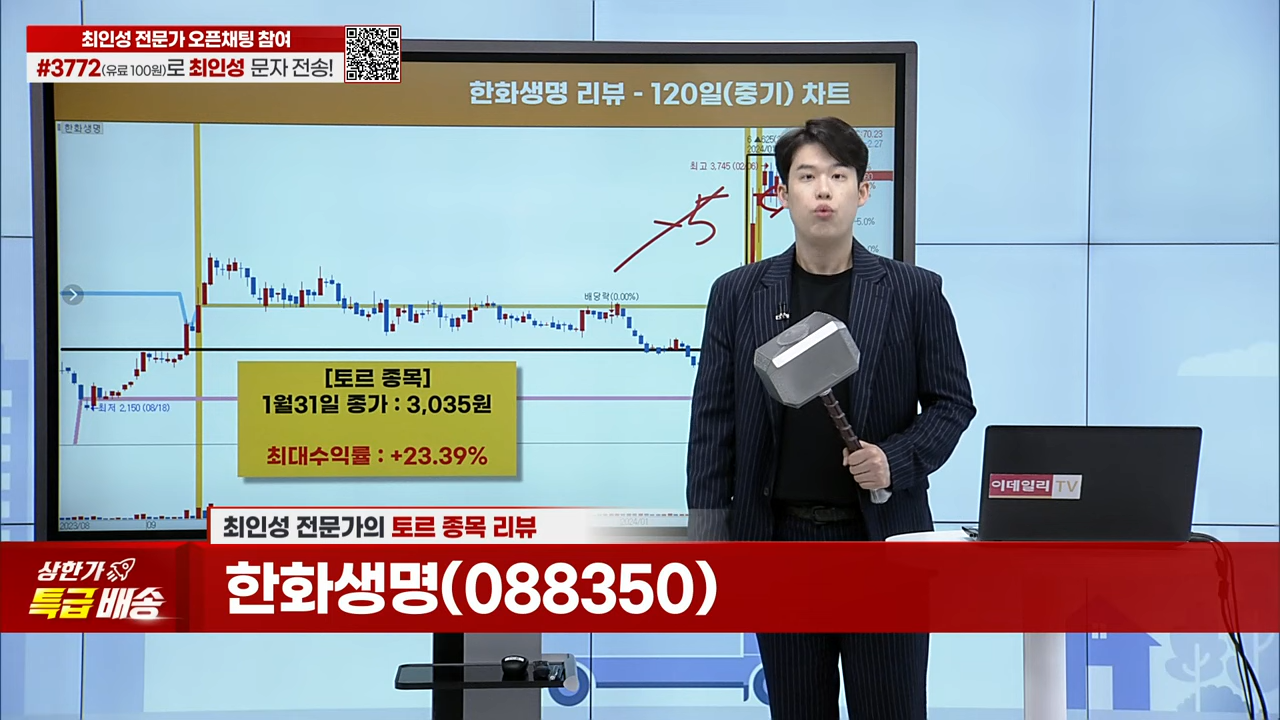 최인성 전문가 오픈채팅 참여
#3772(유료 100원)로 최인성 문자 전송!
한화생명 리뷰 - 120일(중기) 차트
한화생명
최고 3,745 (02/06)
5
배당락(0.00%)
[토르 종목]
1월31일 종가 : 3,035원
최대수익률 : +23.39%
최저 2,150 (08/18)
2023/08
09
2024/01
이데일리 TV
최인성 전문가의 토르 종목 리뷰
상한가
특급 배송
한화생명(088350)